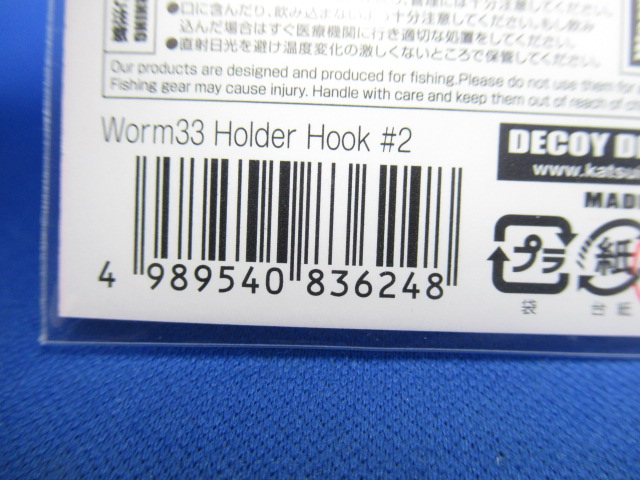 ●口に含んだり、飲み込まないよう十分注意してください。もし飲み
込んだ場合はすぐ医療機関に行き適切な処置をしてください。
●直射日光を避け温度変化の激しくないところで保管してください。
Our products are designed and produced for fishing.Please do not use them for
Fishing gear may cause injury. Handle with care and keep them out of reach of
Worm33 Holder Hook #2
DECOY
www.katsu
MADE
4 989540 836248
プラ
紙
袋
台紙